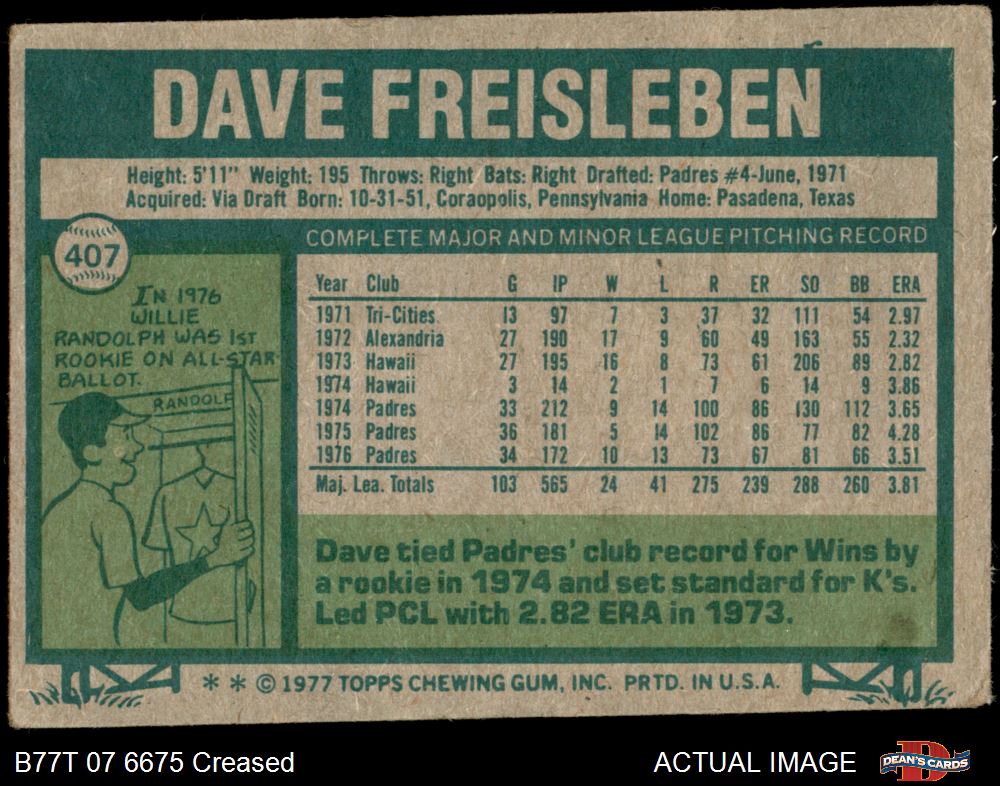 DAVE FREISLEBEN
Height: 5'11" Weight: 195 Throws: Right Bats: Right Drafted: Padres #4-June, 1971
Acquired: Via Draft Born: 10-31-51, Coraopolis, Pennsylvania Home: Pasadena, Texas
407
IN 1976
WILLIE
RANDOLPH WAS 1ST
ROOKIE ON ALL-STAR
BALLOT.
RANDOLF
COMPLETE MAJOR AND MINOR LEAGUE PITCHING RECORD
Year Club G IP W L R ER SO BB ERA
1971 Tri-Cities 13 97 7 3 37 32 111 54 2.97
1972 Alexandria 27 190 17 9 60 49 163 55 2.32
1973 Hawaii 27 195 16 8 73 61 206 89 2.82
1974 Hawaii 3 14 2 1 7 6 14 9 3.86
1974 Padres 33 212 9 14 100 86 130 112 3.65
1975 Padres 36 181 5 14 102 86 77 82 4.28
1976 Padres 34 172 10 13 73 67 81 66 3.51
Maj. Lea. Totals 103 565 24 41 275 239 288 260 3.81
Dave tied Padres' club record for Wins by
a rookie in 1974 and set standard for K's.
Led PCL with 2.82 ERA in 1973.
* * © 1977 TOPPS CHEWING GUM, INC. PRTD. IN U.S.A.
B77T 07 6675 Creased
ACTUAL IMAGE
DEAN'S CARDS